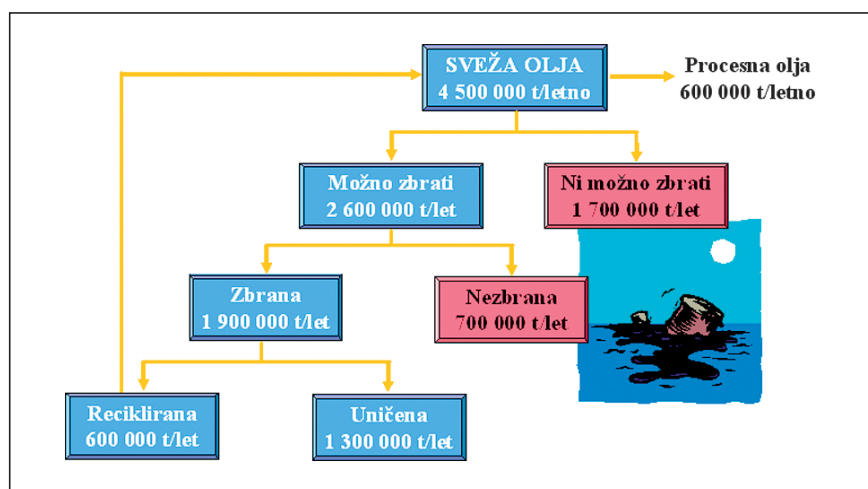 SVEŽA OLJA
4 500 000 t/letno
Procesna olja
600 000 t/letno
Možno zbrati
2 600 000 t/let
Ni možno zbrati
1 700 000 t/let
Zbrana
1 900 000 t/let
Nezbrana
700 000 t/let
Reciklirana
600 000 t/let
Uničena
1 300 000 t/let